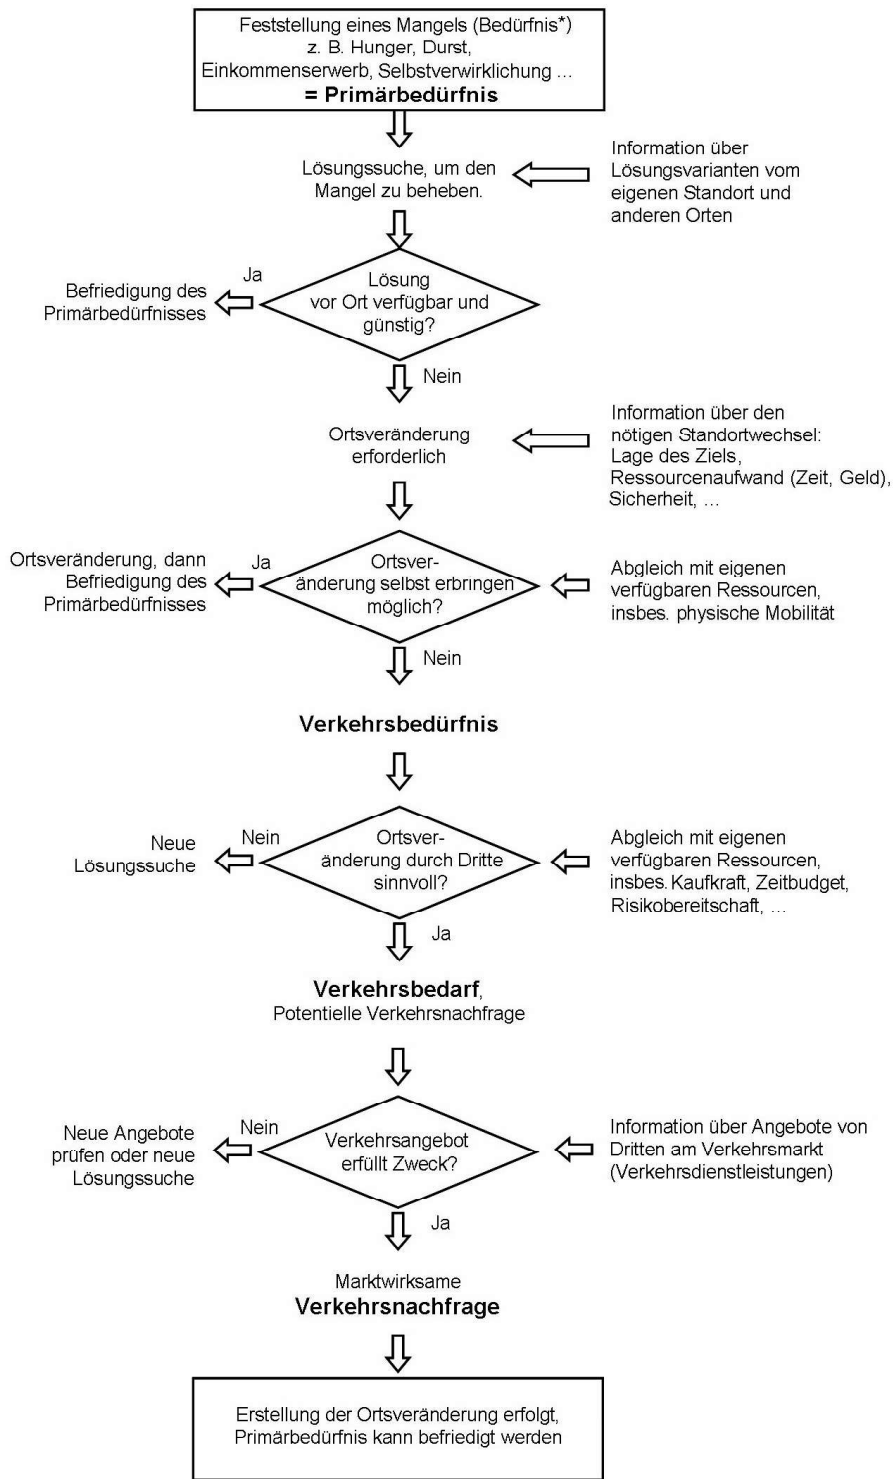 Feststellung eines Mangels (Bedürfnis*)
z. B. Hunger, Durst,
Einkommenserwerb, Selbstverwirklichung ...
= Primärbedürfnis
Lösungssuche, um den
Mangel zu beheben.
Information über
Lösungsvarianten vom
eigenen Standort und
anderen Orten
Lösung
vor Ort verfügbar und
günstig?
Ja
Befriedigung des
Primärbedürfnisses
Nein
Ortsveränderung
erforderlich
Information über den
nötigen Standortwechsel:
Lage des Ziels,
Ressourcenaufwand (Zeit, Geld),
Sicherheit, ...
Ortsver-
änderung selbst erbringen
möglich?
Ja
Ortsveränderung, dann
Befriedigung des
Primärbedürfnisses
Abgleich mit eigenen
verfügbaren Ressourcen,
insbes. physische Mobilität
Nein
Verkehrsbedürfnis
Ortsver-
änderung durch Dritte
sinnvoll?
Nein
Neue
Lösungssuche
Abgleich mit eigenen
verfügbaren Ressourcen,
insbes. Kaufkraft, Zeitbudget,
Risikobereitschaft, ...
Ja
Verkehrsbedarf,
Potentielle Verkehrsnachfrage
Verkehrsangebot
erfüllt Zweck?
Nein
Neue Angebote
prüfen oder neue
Lösungssuche
Information über Angebote von
Dritten am Verkehrsmarkt
(Verkehrsdienstleistungen)
Ja
Marktwirksame
Verkehrsnachfrage
Erstellung der Ortsveränderung erfolgt,
Primärbedürfnis kann befriedigt werden